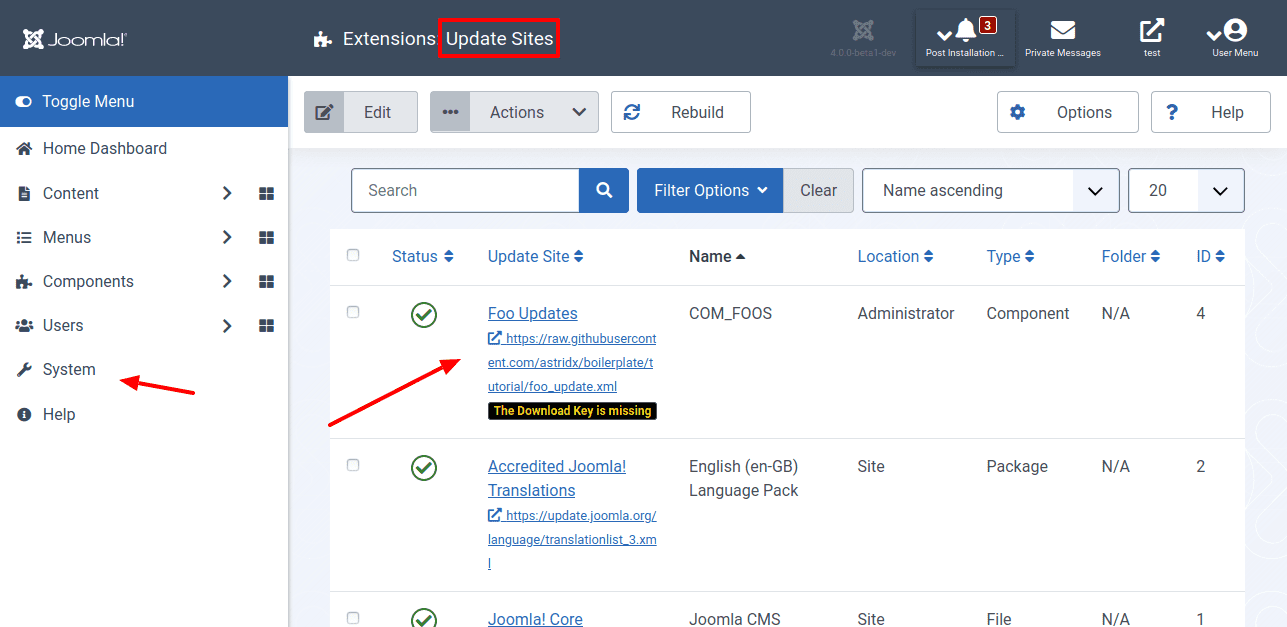 Joomla!
Extensions Update Sites
4.0.0-beta1-dev
3
Post Installation ...
Private Messages
test
User Menu
Toggle Menu
Home Dashboard
Content
Menus
Components
Users
System
Help
Edit
Actions
Rebuild
Options
Help
Search
Filter Options
Clear
Name ascending
20
Status Update Site Name Location Type Folder ID
Foo Updates COM_FOOS Administrator Component N/A 4
https://raw.githubusercont
ent.com/astridx/boilerplate/t
utorial/foo_update.xml
The Download Key is missing
Accredited Joomla! English (en-GB) Site Package N/A 2
Translations Language Pack
https://update.joomla.org/
language/translationlist_3.xm
l
Joomla! Core Joomla CMS Site File N/A 1